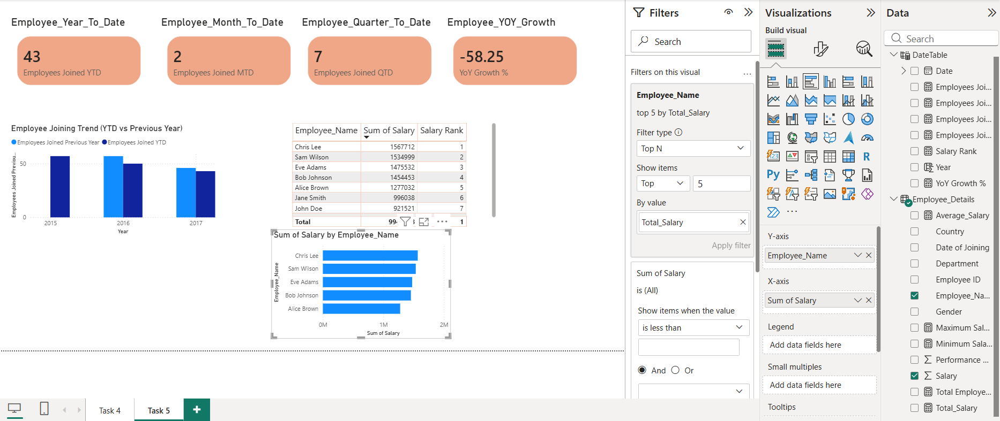 Employee_Year_To_Date
Employee_Month_To_Date
Employee_Quarter_To_Date
Employee_YOY_Growth
43
Employees Joined YTD
2
Employees Joined MTD
7
Employees Joined QTD
-58.25
YoY Growth %
Employee Joining Trend (YTD vs Previous Year)
Employees Joined Previous Year
Employees Joined YTD
Employees Joined Previou...
50
0
2015
2016
2017
Year
Employee_Name Sum of Salary Salary Rank
Chris Lee 1567712 1
Sam Wilson 1534999 2
Eve Adams 1475532 3
Bob Johnson 1454453 4
Alice Brown 1277032 5
Jane Smith 996038 6
John Doe 921521 7
Total 1
Sum of Salary by Employee_Name
Employee_Name
Chris Lee
Sam Wilson
Eve Adams
Bob Johnson
Alice Brown
0M
1M
2M
Sum of Salary
Task 4
Task 5
+
Filters
Search
Filters on this visual
...
Employee_Name
top 5 by Total_Salary
Filter type
Top N
Show items
Top
5
By value
Total_Salary
Apply filter
Sum of Salary
is (All)
Show items when the value
is less than
And
Or
Visualizations
Build visual
123
R
Py
...
Y-axis
Employee_Name
X-axis
Sum of Salary
Legend
Add data fields here
Small multiples
Add data fields here
Tooltips
Data
Search
DateTable
Date
Employees Joi...
Employees Joi...
Employees Joi...
Employees Joi...
Salary Rank
Year
YoY Growth %
Employee_Details
Average_Salary
Country
Date of Joining
Department
Employee ID
Employee_Na...
Gender
Maximum Sal...
Minimum Sala...
Performance ...
Salary
Total Employe...
Total_Salary